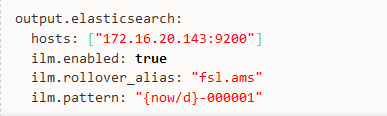 output.elasticsearch:
  hosts: ["172.16.20.143:9200"]
  ilm.enabled: true
  ilm.rollover_alias: "fsl.ams"
  ilm.pattern: "{now/d}-000001"